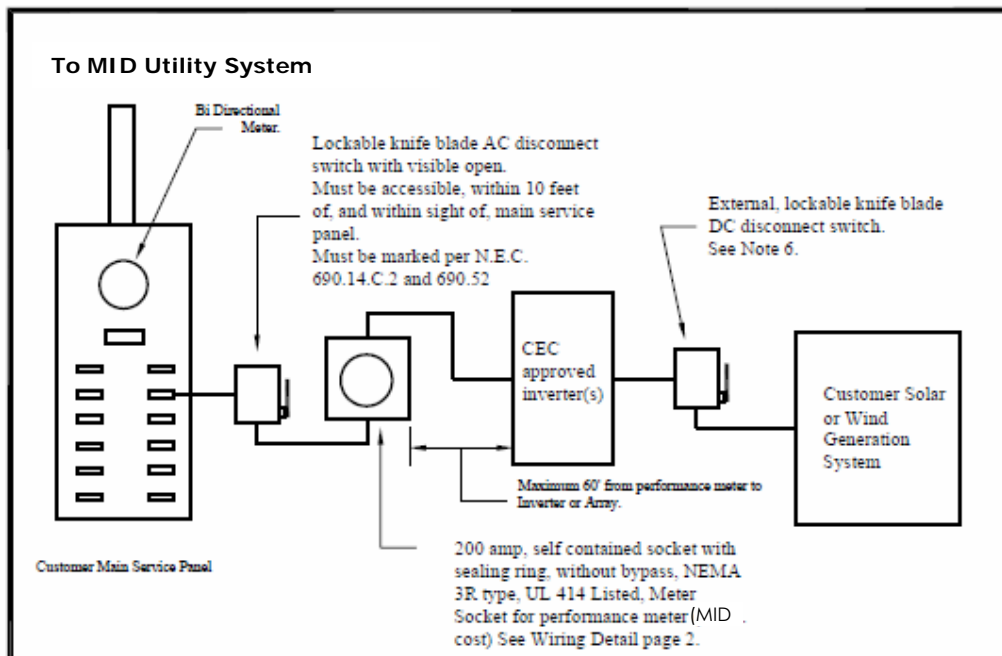 To MID Utility System
Bi Directional
Meter.
Lockable knife blade AC disconnect
switch with visible open.
Must be accessible, within 10 feet
of, and within sight of, main service
panel.
Must be marked per N.E.C.
690.14.C.2 and 690.52
External, lockable knife blade
DC disconnect switch.
See Note 6.
CEC
approved
inverter(s)
Customer Solar
or Wind
Generation
System
Maximum 60' from performance meter to
Inverter or Array.
200 amp, self contained socket with
sealing ring, without bypass, NEMA
3R type, UL 414 Listed, Meter
Socket for performance meter (MID .
cost) See Wiring Detail page 2.
Customer Main Service Panel